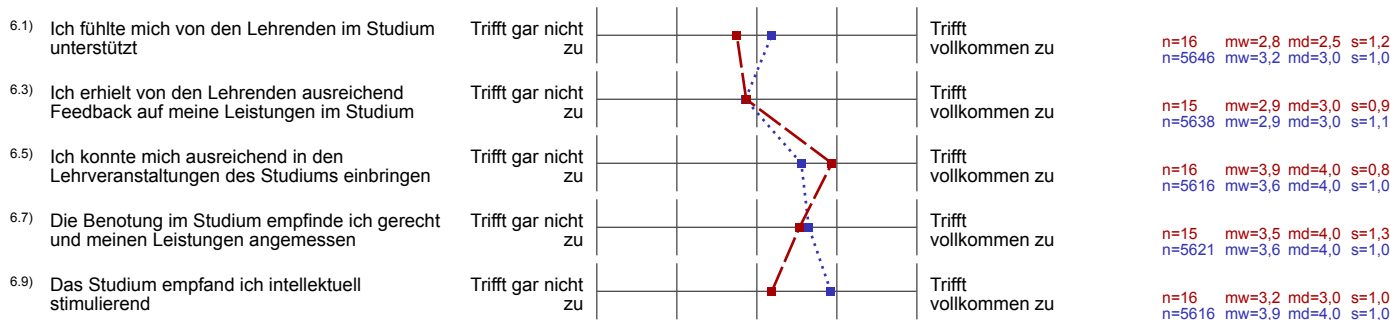 6.1) Ich fühlte mich von den Lehrenden im Studium
unterstützt
Trifft gar nicht
zu
Trifft
vollkommen zu
n=16 mw=2,8 md=2,5 s=1,2
n=5646 mw=3,2 md=3,0 s=1,0
6.3) Ich erhielt von den Lehrenden ausreichend
Feedback auf meine Leistungen im Studium
Trifft gar nicht
zu
Trifft
vollkommen zu
n=15 mw=2,9 md=3,0 s=0,9
n=5638 mw=2,9 md=3,0 s=1,1
6.5) Ich konnte mich ausreichend in den
Lehrveranstaltungen des Studiums einbringen
Trifft gar nicht
zu
Trifft
vollkommen zu
n=16 mw=3,9 md=4,0 s=0,8
n=5616 mw=3,6 md=4,0 s=1,0
6.7) Die Benotung im Studium empfinde ich gerecht
und meinen Leistungen angemessen
Trifft gar nicht
zu
Trifft
vollkommen zu
n=15 mw=3,5 md=4,0 s=1,3
n=5621 mw=3,6 md=4,0 s=1,0
6.9) Das Studium empfand ich intellektuell
stimulierend
Trifft gar nicht
zu
Trifft
vollkommen zu
n=16 mw=3,2 md=3,0 s=1,0
n=5616 mw=3,9 md=4,0 s=1,0